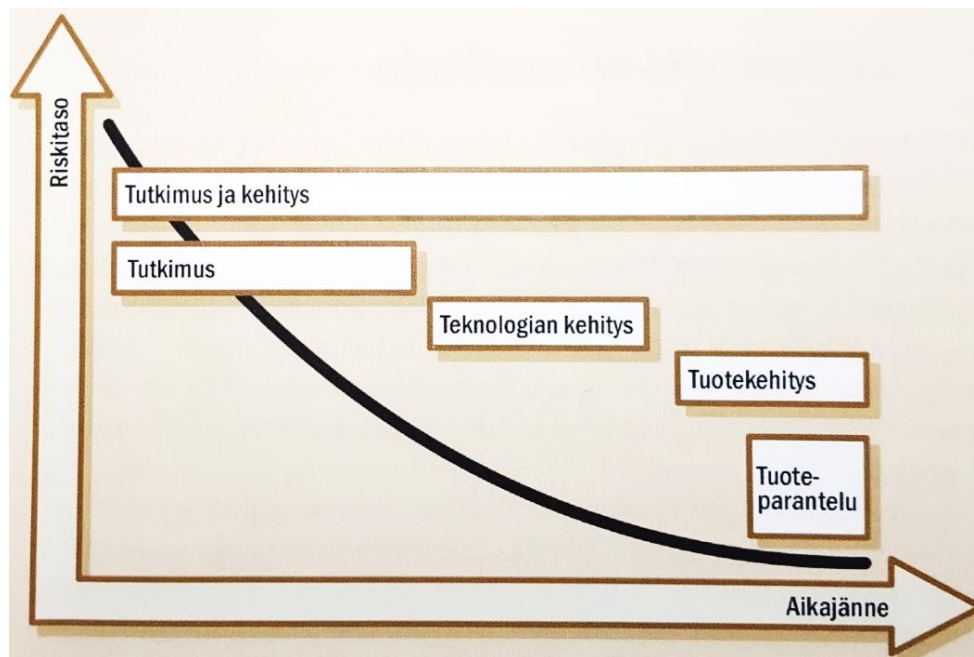 Riskitaso
Tutkimus ja kehitys
Tutkimus
Teknologian kehitys
Tuotekehitys
Tuote-
parantelu
Aikajänne